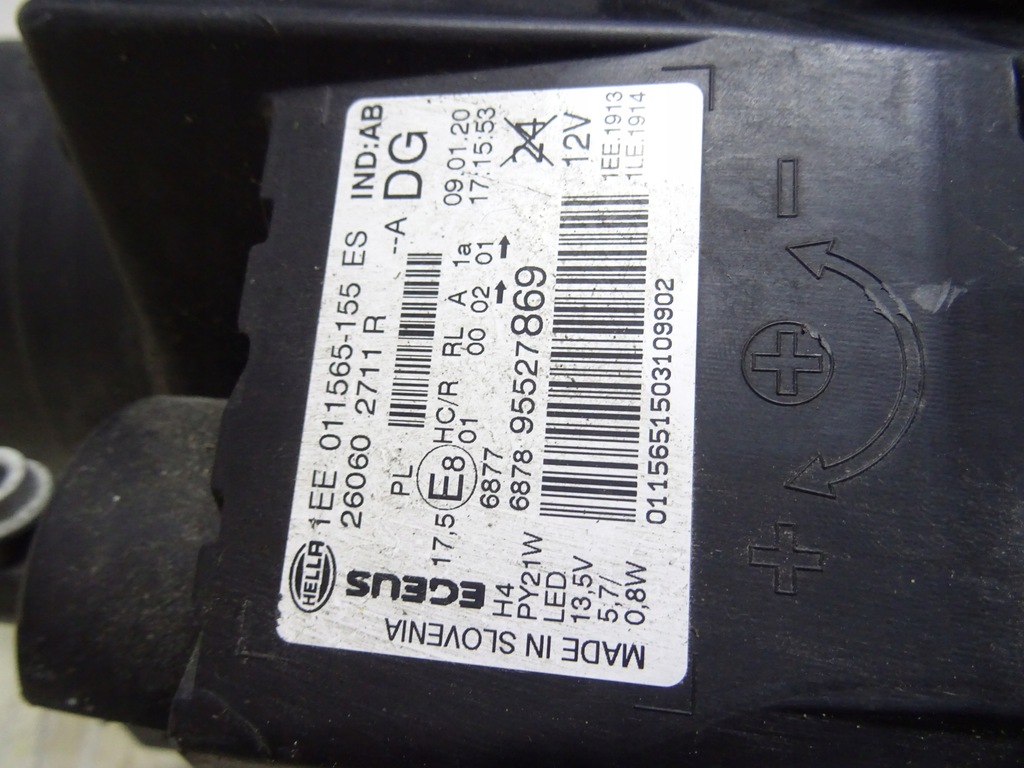 1EE 011565-155 ES IND:AB
26060 2711 R --A DG
HELLA
PL
17,5 E8 HC/R RL A 1a
01 00 02 01
09.01.20
17:15:53
6877
6878 95527869
24
12V
1EE.1913
1LE.1914
EGEUS
H4
PY21W
LED
13,5V
5,7/
0,8W
0115651503109902
MADE IN SLOVENIA